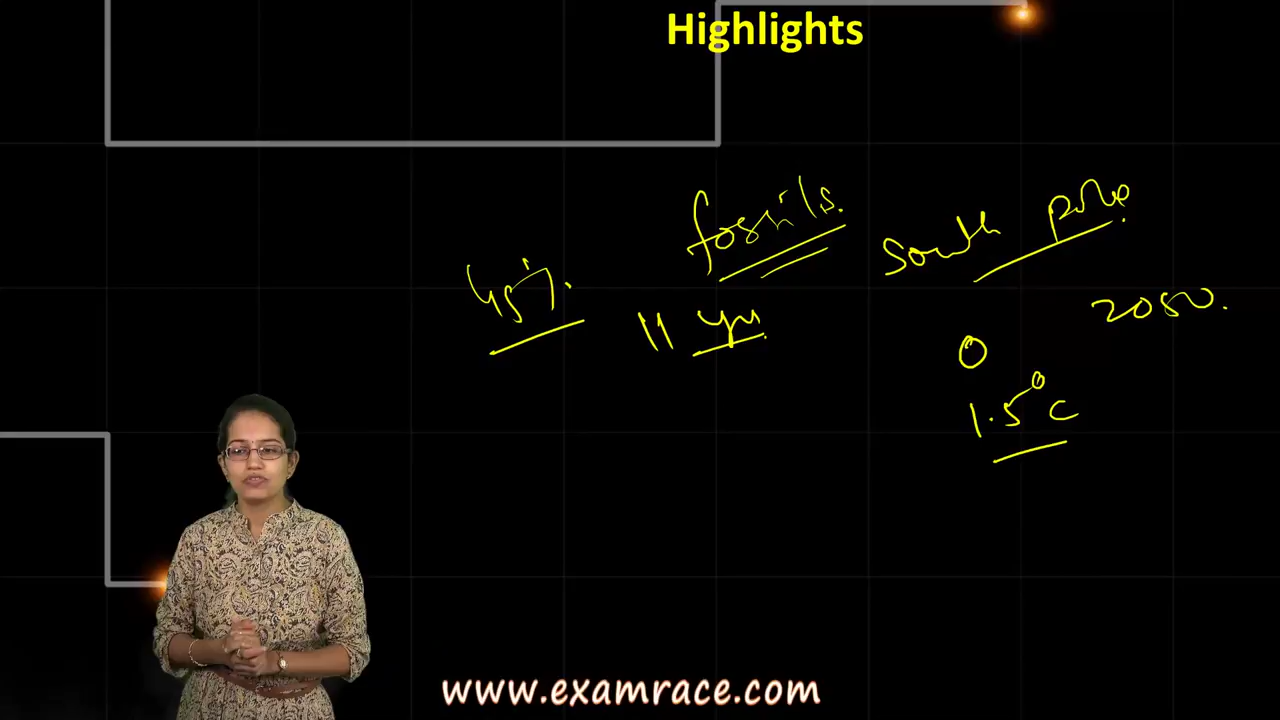 Highlights
fossils.
south pole
45%.
11 yrs
2050.
0
1.5°C
www.examrace.com